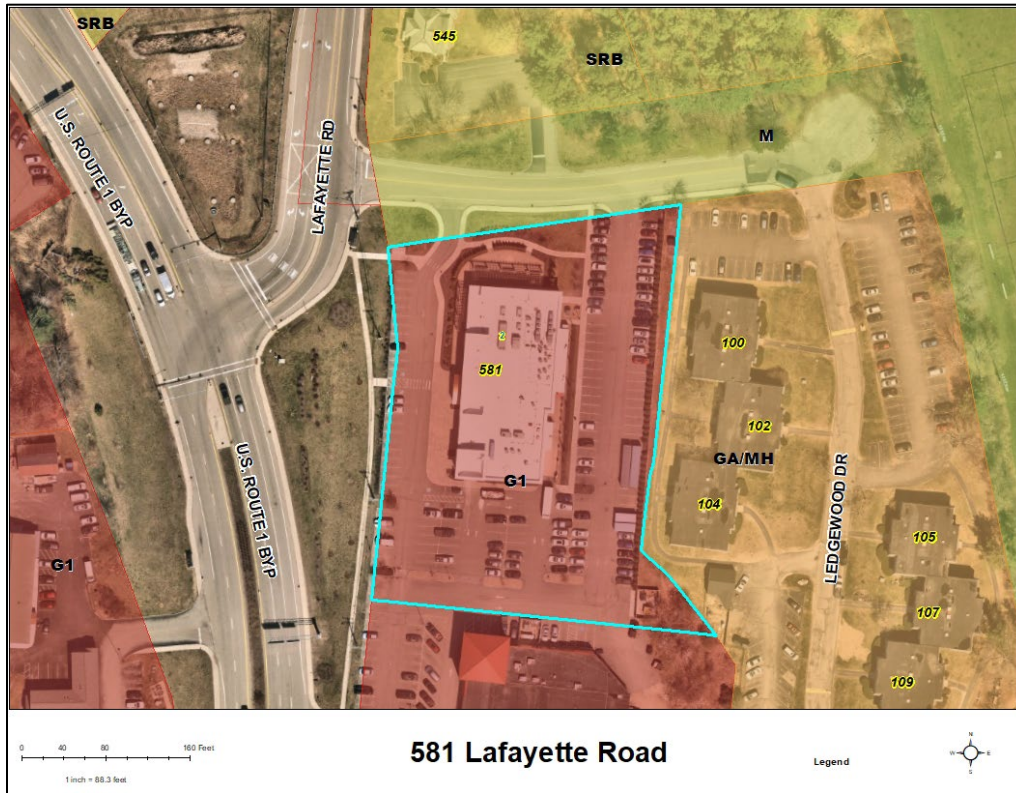 SRB
545
SRB
U.S. ROUTE 1 BYP
LAFAYETTE RD
M
2
581
100
102
GA/MH
G1
104
LEDGEWOOD DR
U.S. ROUTE 1 BYP
105
G1
107
109
0 40 80 160 Feet
1 inch = 88.3 feet
581 Lafayette Road
Legend
N
W E
S